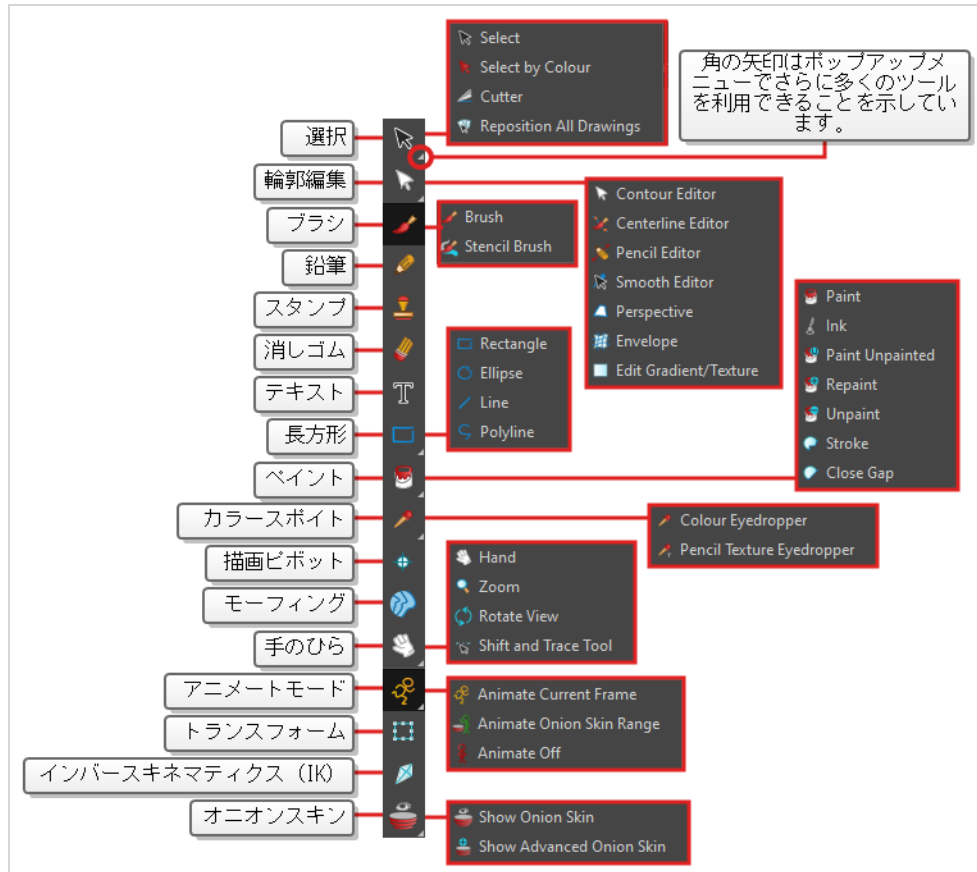 Select
Select by Colour
Cutter
Reposition All Drawings
角の矢印はポップアップメ
ニューでさらに多くのツール
を利用できることを示してい
ます。
選択
輪郭編集
ブラシ
鉛筆
スタンプ
消しゴム
テキスト
長方形
ペイント
カラースポイト
描画ピボット
モーフィング
手のひら
アニメートモード
トランスフォーム
インバースキネマティクス（IK）
オニオンスキン
Contour Editor
Centerline Editor
Pencil Editor
Smooth Editor
Perspective
Envelope
Edit Gradient/Texture
Brush
Stencil Brush
Rectangle
Ellipse
Line
Polyline
Paint
Ink
Paint Unpainted
Repaint
Unpaint
Stroke
Close Gap
Colour Eyedropper
Pencil Texture Eyedropper
Hand
Zoom
Rotate View
Shift and Trace Tool
Animate Current Frame
Animate Onion Skin Range
Animate Off
Show Onion Skin
Show Advanced Onion Skin